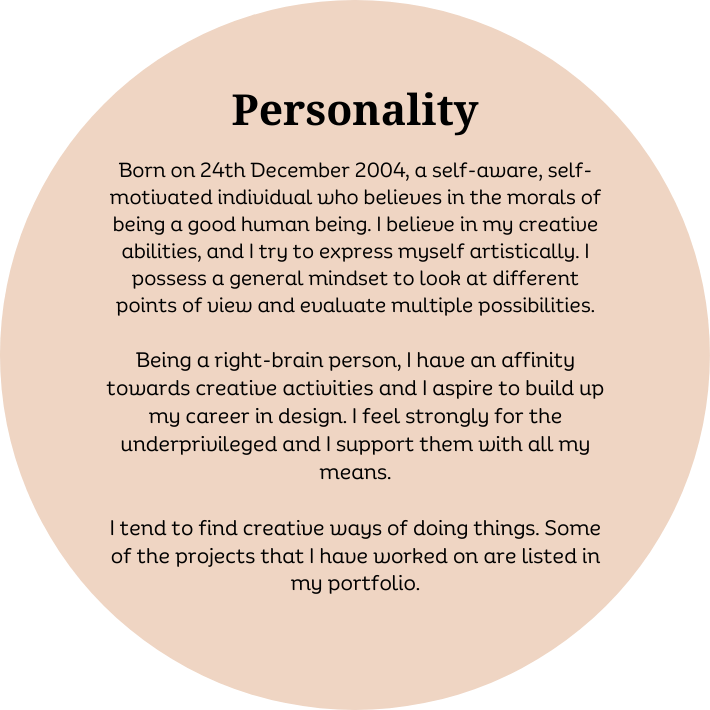 Personality
Born on 24th December 2004, a self-aware, self-
motivated individual who believes in the morals of
being a good human being. I believe in my creative
abilities, and I try to express myself artistically. I
possess a general mindset to look at different
points of view and evaluate multiple possibilities.
Being a right-brain person, I have an affinity
towards creative activities and I aspire to build up
my career in design. I feel strongly for the
underprivileged and I support them with all my
means.
I tend to find creative ways of doing things. Some
of the projects that I have worked on are listed in
my portfolio.